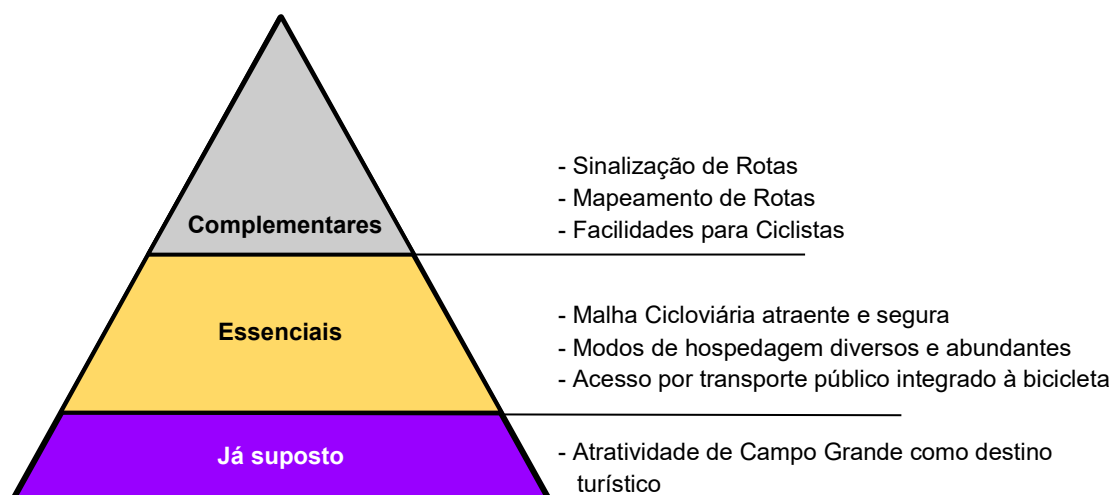 - Sinalização de Rotas
- Mapeamento de Rotas
- Facilidades para Ciclistas
Complementares
- Malha Cicloviária atraente e segura
- Modos de hospedagem diversos e abundantes
- Acesso por transporte público integrado à bicicleta
Essenciais
- Atratividade de Campo Grande como destino
turístico
Já suposto